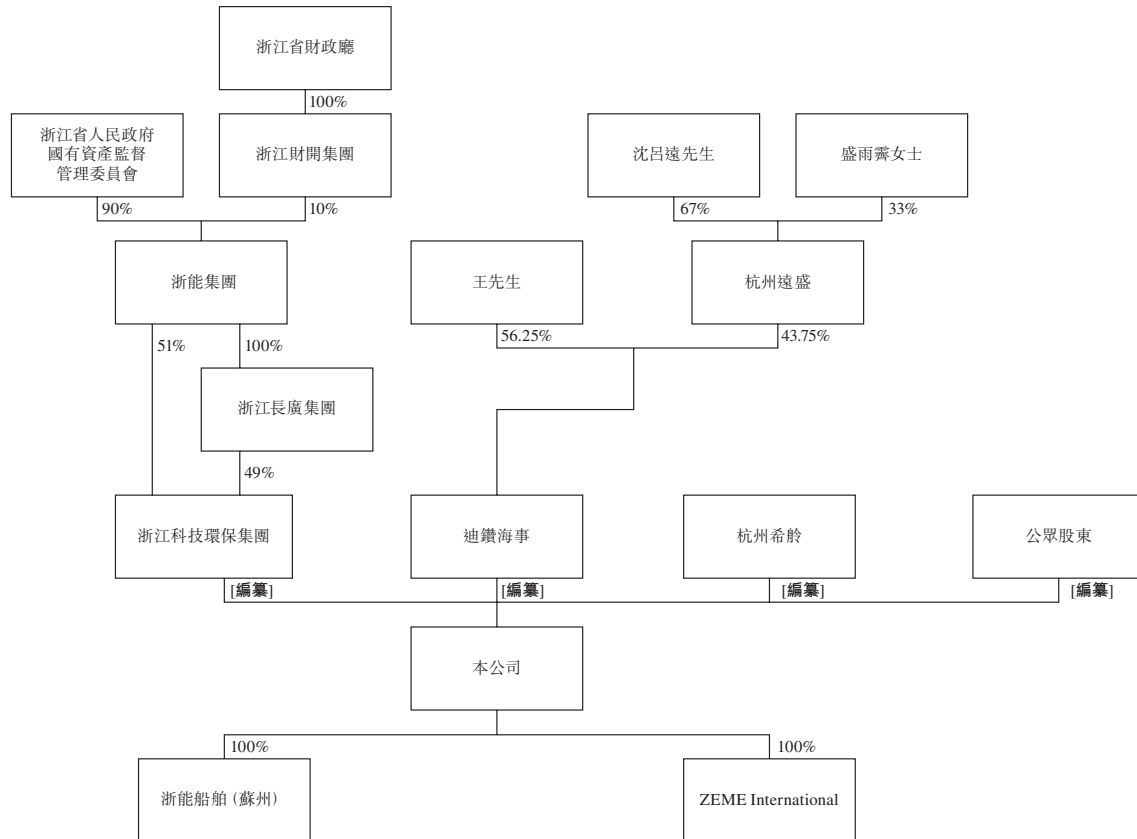 浙江省財政廳
100%
浙江省人民政府
國有資產監督
管理委員會
浙江財開集團
沈呂遠先生
盛雨霽女士
90%
10%
67%
33%
浙能集團
王先生
杭州遠盛
51%
100%
56.25%
43.75%
浙江長廣集團
49%
浙江科技環保集團
迪鑽海事
杭州希舲
公眾股東
[編纂]
[編纂]
[編纂]
[編纂]
本公司
100%
100%
浙能船舶（蘇州）
ZEME International